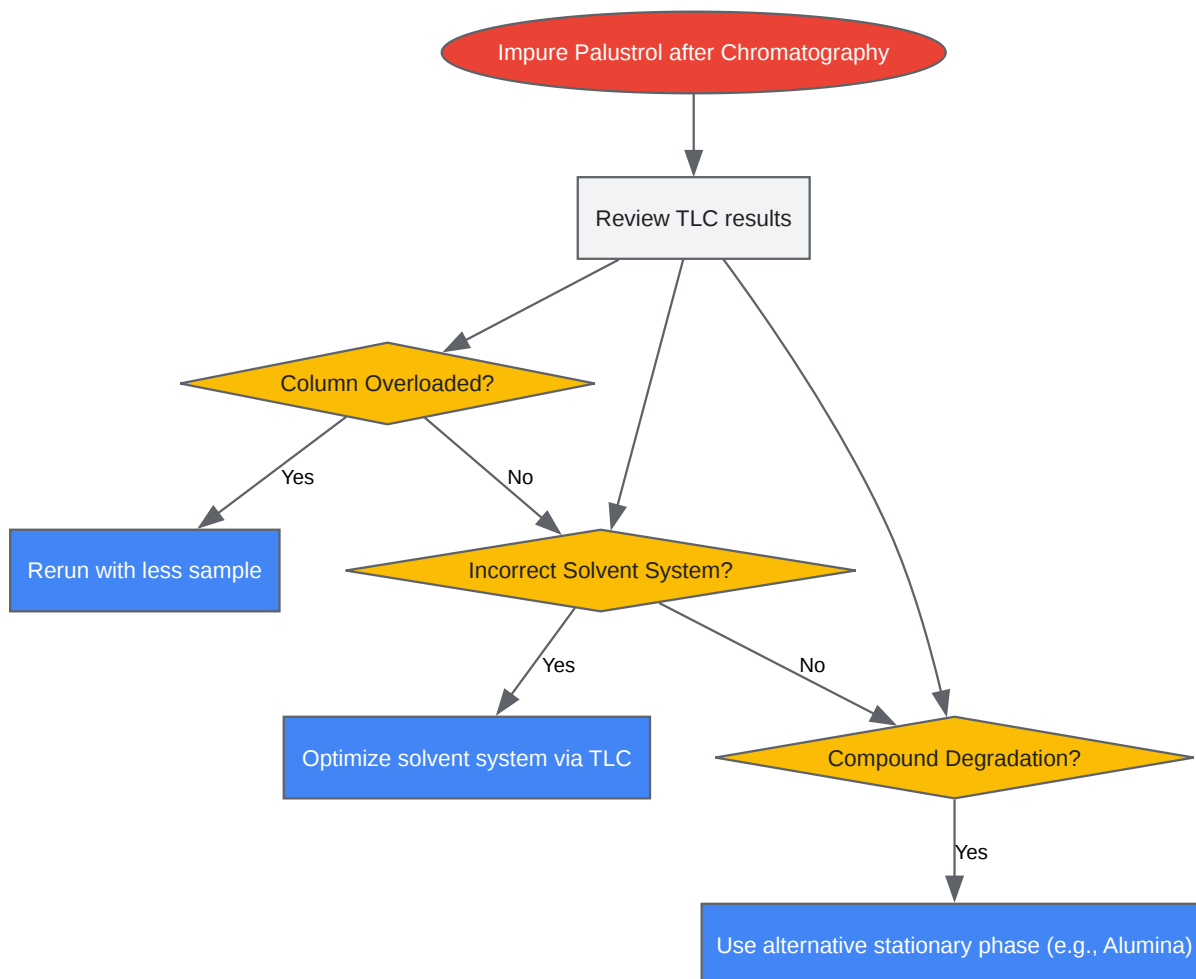 Impure Palustrol after Chromatography
Review TLC results
Column Overloaded?
Yes
No
Rerun with less sample
Incorrect Solvent System?
Yes
No
Optimize solvent system via TLC
Compound Degradation?
Yes
Use alternative stationary phase (e.g., Alumina)